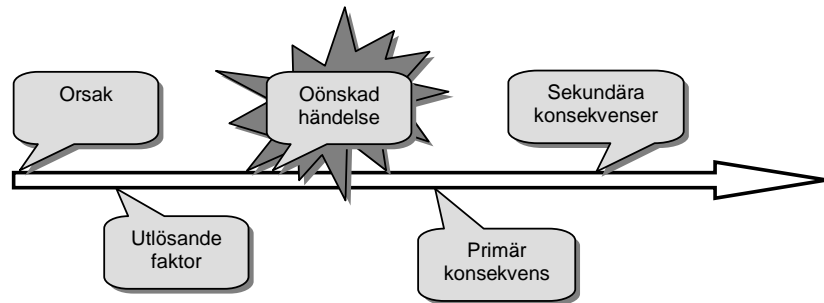 Orsak
Utlösande
faktor
Oönskad
händelse
Primär
konsekvens
Sekundära
konsekvenser